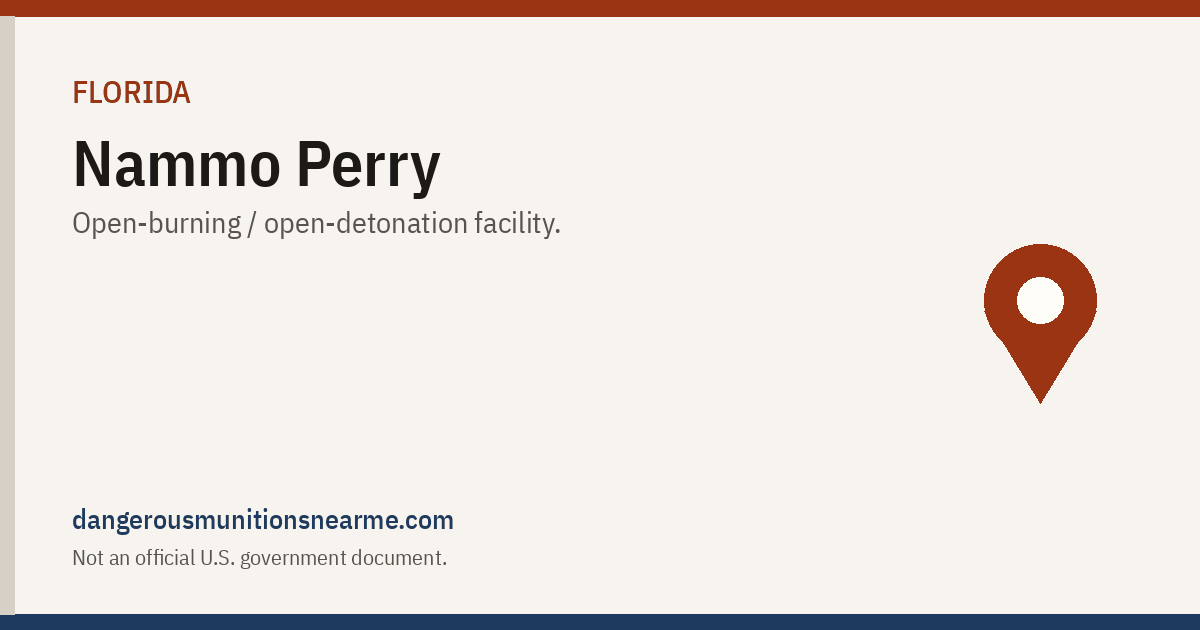 FLORIDA
Nammo Perry
Open-burning / open-detonation facility.
dangerousmunitionsnearme.com
Not an official U.S. government document.